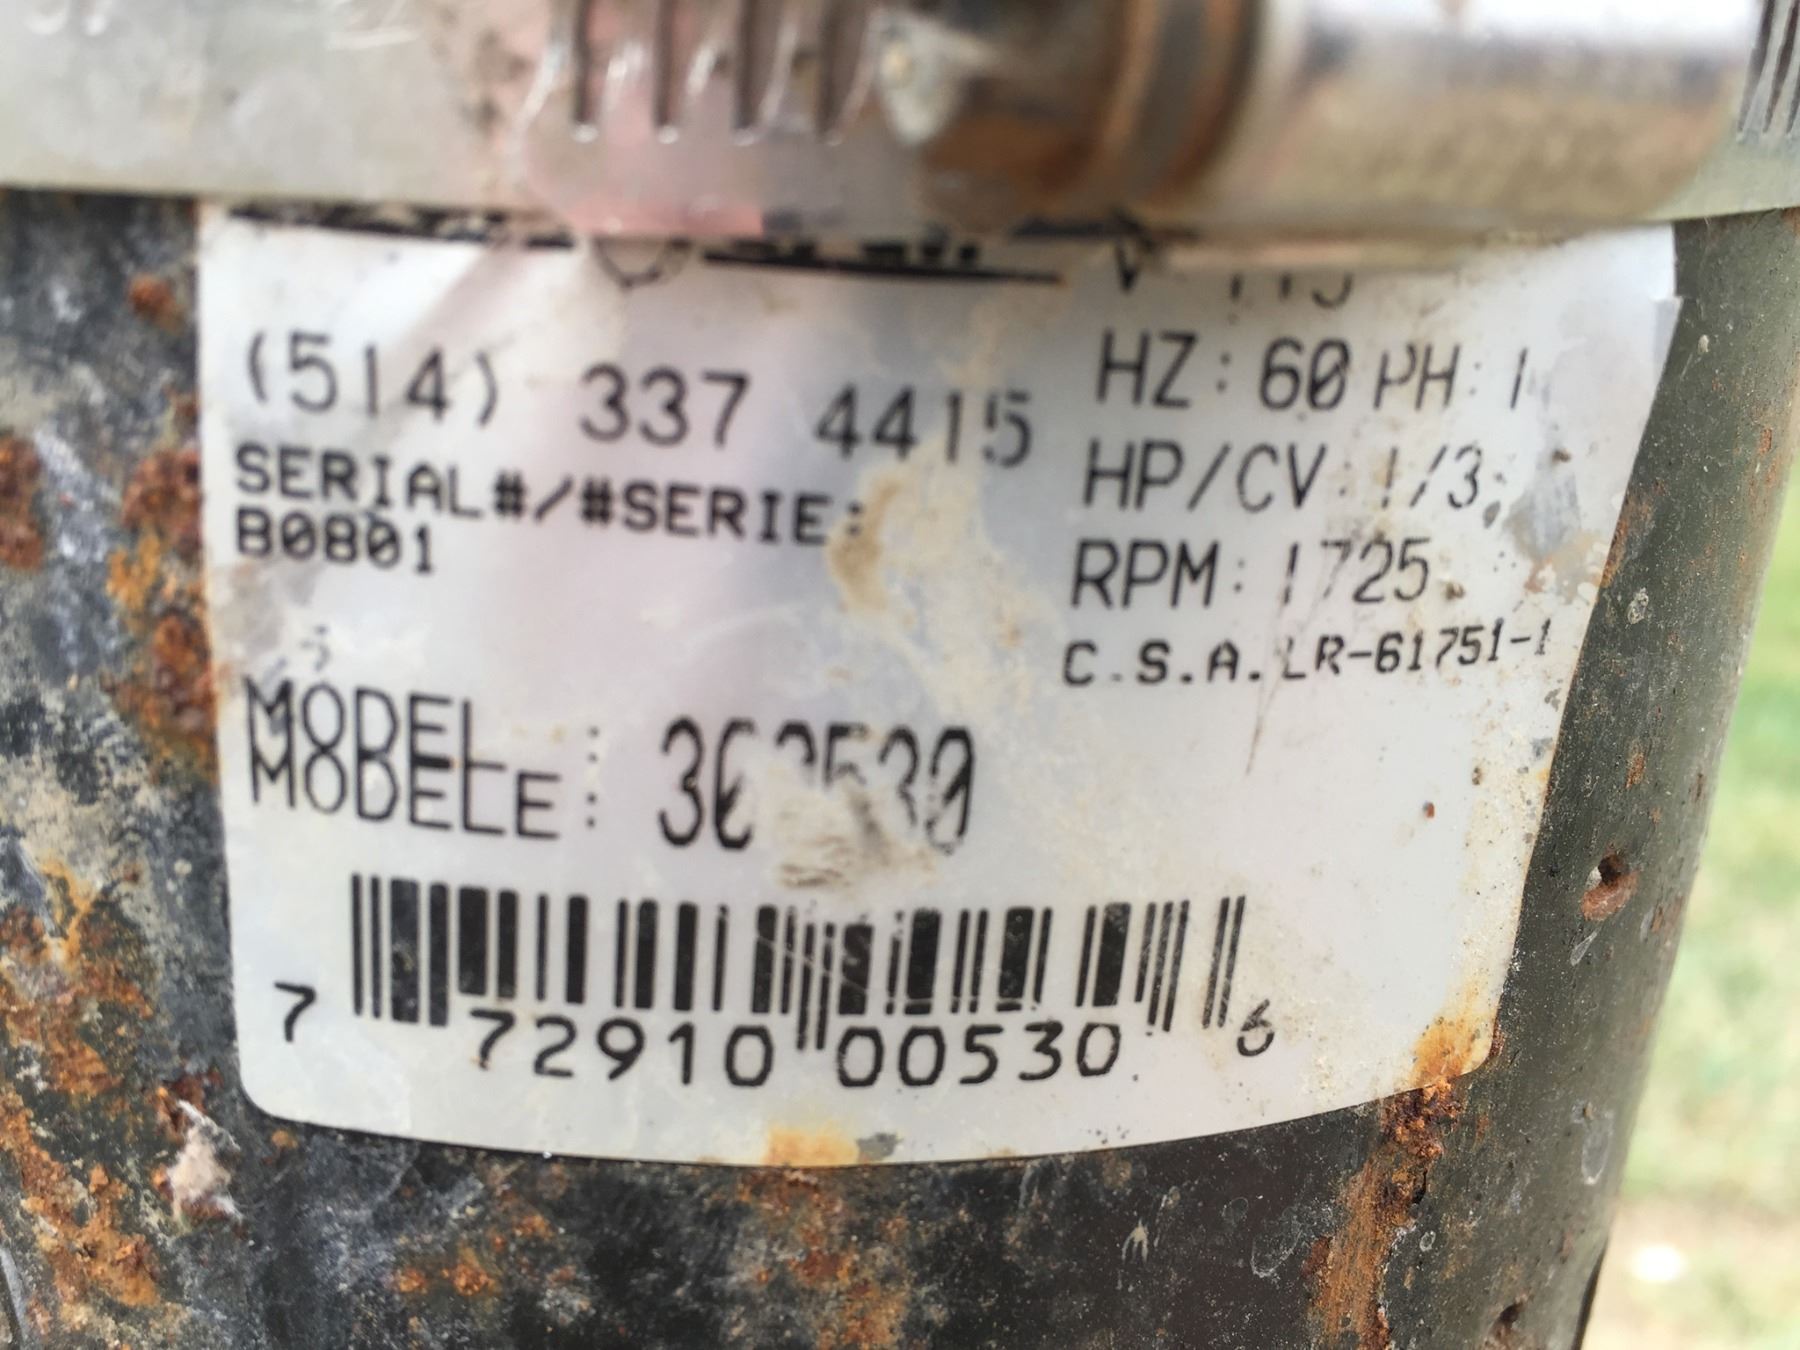 (514) 337 4415
SERIAL#/#SERIE:
B0801
HZ: 60 PH: 1
HP/CV: 1/3
RPM: 1725
C.S.A. LR-61751-1
MODEL :
MODELE :
7 72910 00530 6